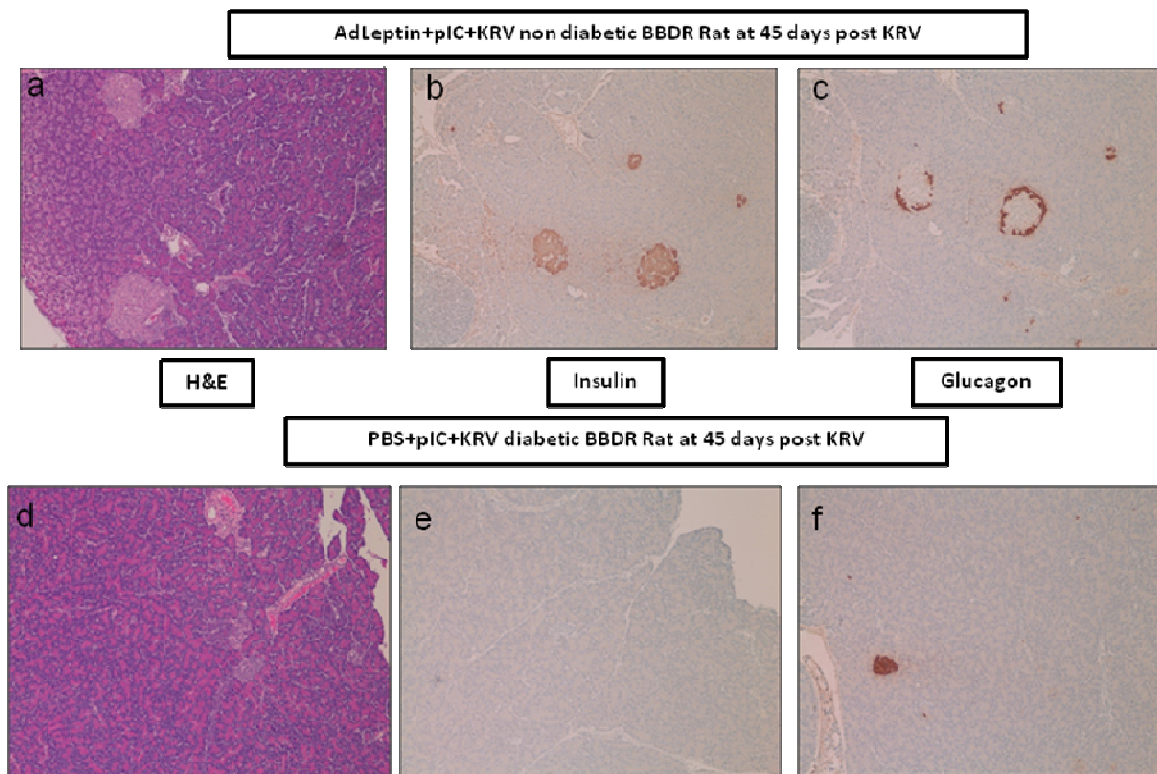 AdLeptin+pIC+KRV non diabetic BBDR Rat at 45 days post KRV
a
b
c
H&E
Insulin
Glucagon
PBS+pIC+KRV diabetic BBDR Rat at 45 days post KRV
d
e
f